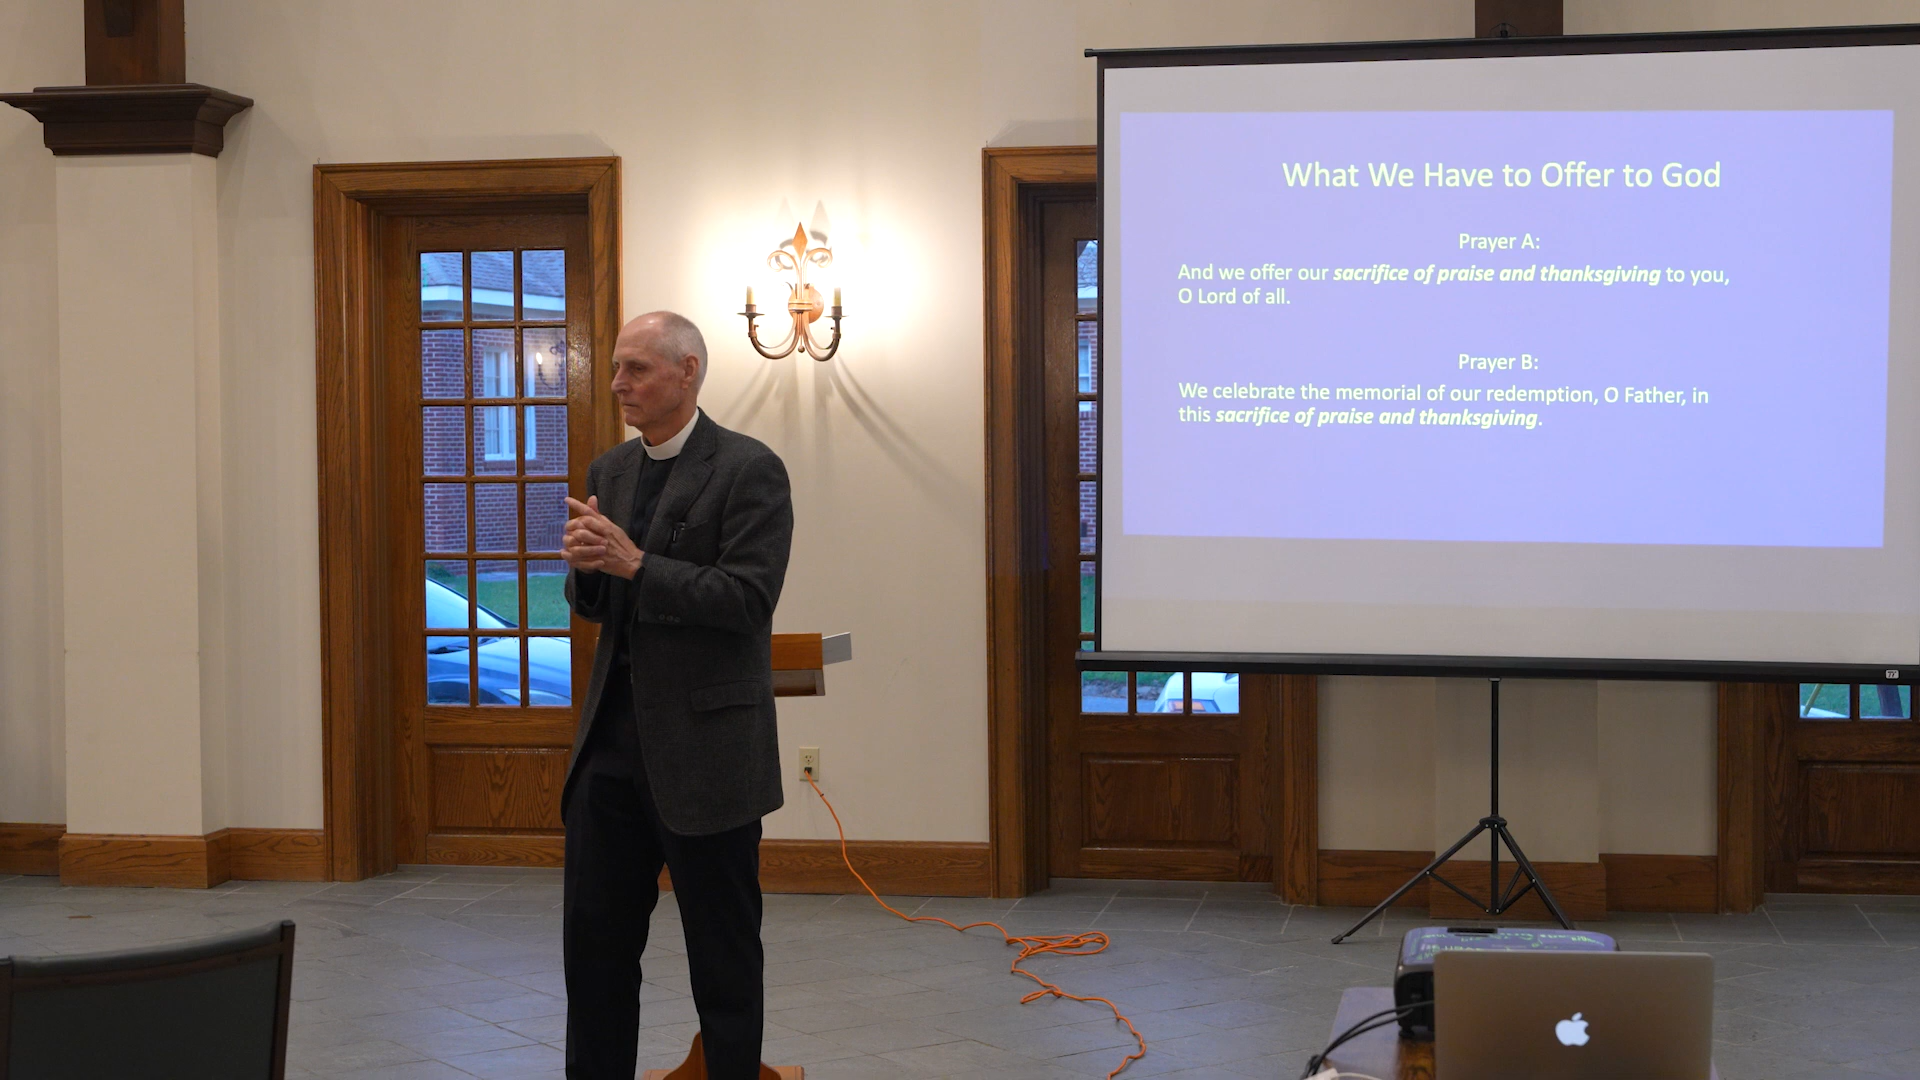 What We Have to Offer to God
Prayer A:
And we offer our sacrifice of praise and thanksgiving to you,
O Lord of all.
Prayer B:
We celebrate the memorial of our redemption, O Father, in
this sacrifice of praise and thanksgiving.